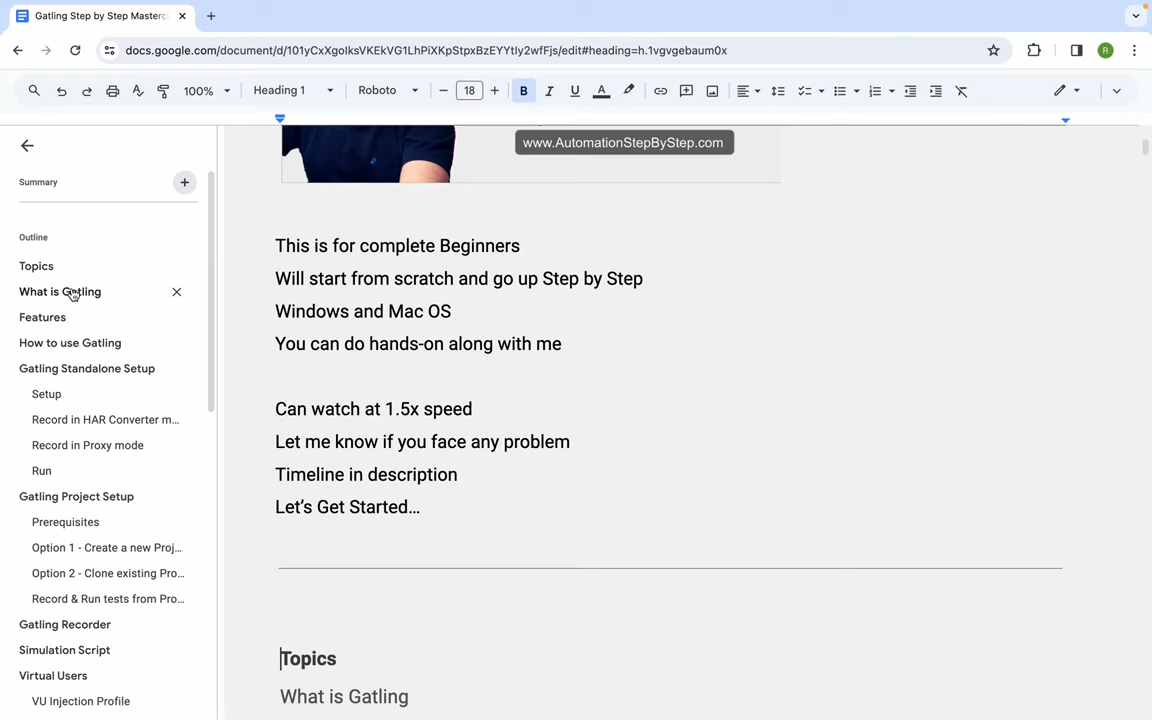 Gatling Step by Step Masterc
docs.google.com/document/d/101yCxXgoIksVKEkVG1LhPiXKpStpxBzEYYtIy2wfFjs/edit#heading=h.1vgvgebaum0x
R
100%
Heading 1
Roboto
18
B
I
U
A
www.AutomationStepByStep.com
Summary
Outline
Topics
What is Gatling
Features
How to use Gatling
Gatling Standalone Setup
Setup
Record in HAR Converter m...
Record in Proxy mode
Run
Gatling Project Setup
Prerequisites
Option 1 - Create a new Proj...
Option 2 - Clone existing Pro...
Record & Run tests from Pro...
Gatling Recorder
Simulation Script
Virtual Users
VU Injection Profile
This is for complete Beginners
Will start from scratch and go up Step by Step
Windows and Mac OS
You can do hands-on along with me
Can watch at 1.5x speed
Let me know if you face any problem
Timeline in description
Let’s Get Started…
Topics
What is Gatling